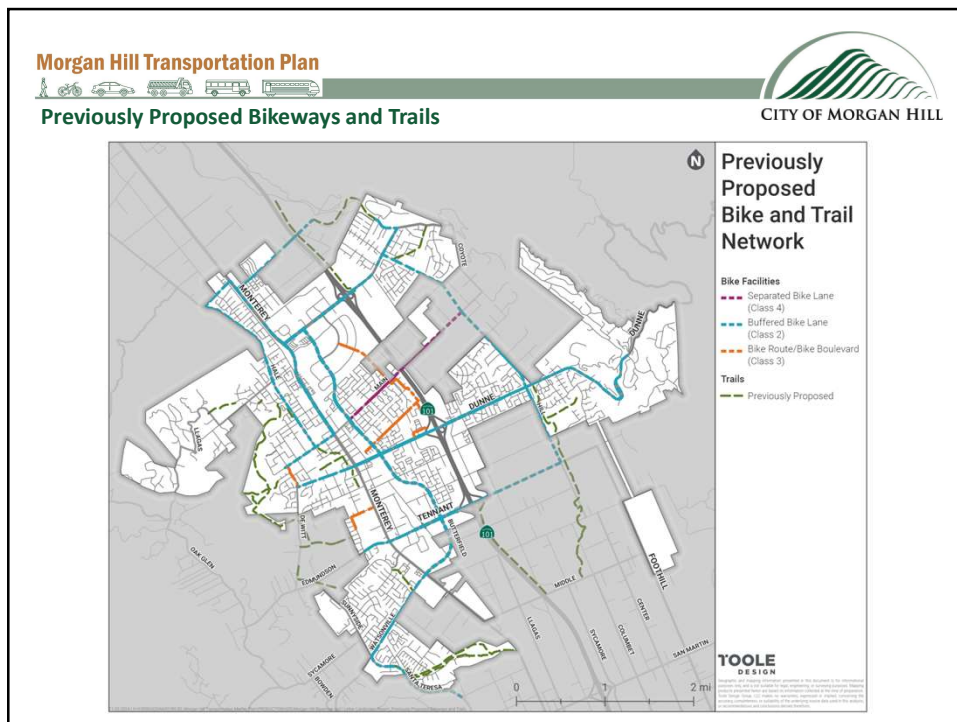 Morgan Hill Transportation Plan
CITY OF MORGAN HILL
Previously Proposed Bikeways and Trails
N
Previously
Proposed
Bike and Trail
Network
Bike Facilities
Separated Bike Lane
(Class 4)
Buffered Bike Lane
(Class 2)
Bike Route/Bike Boulevard
(Class 3)
Trails
Previously Proposed
COYOTE
MONTEREY
HALE
MAIN
DUNNE
DUNNE
HILL
LLAGAS
101
MONTEREY
TENNANT
DE WITT
BUTTERFIELD
101
OAK GLEN
EDMUNDSON
SUNNYSIDE
WATSONVILLE
MIDDLE
FOOTHILL
CENTER
COLUMBET
SYCAMORE
LLAGAS
SAN MARTIN
SYCAMORE
BOWDEN
SANTA TERESA
0 1 2 mi
TOOLE
DESIGN